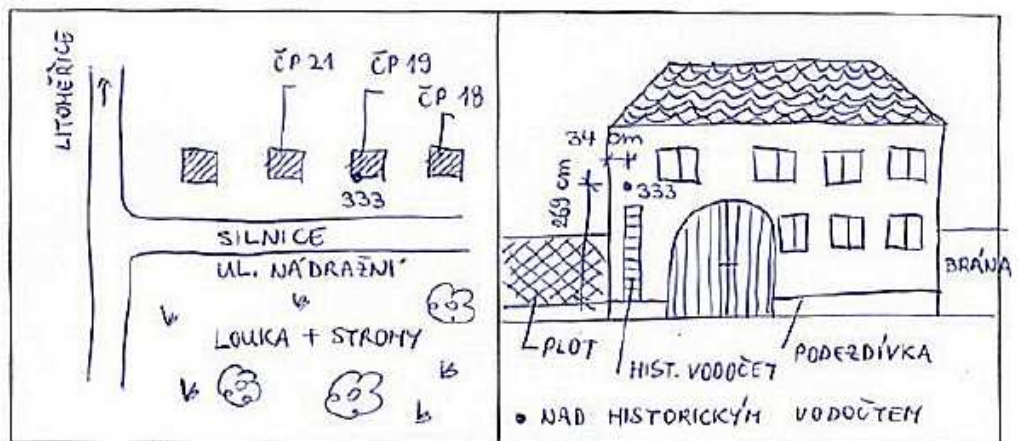 LITOMĚŘICE
ČP 21
ČP 19
ČP 18
333
SILNICE
UL. NÁDRAŽNÍ
LOUKA + STROMY
34 cm
269 cm
333
BRÁNA
PLOT
HIST. VODOČET
PODEZDÍVKA
• NAD HISTORICKÝM VODOČTEM